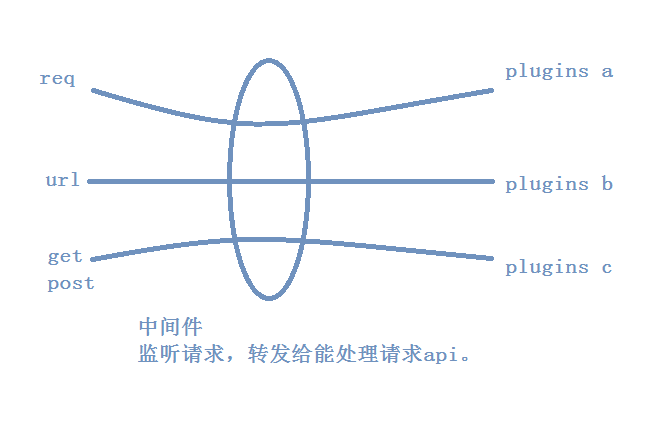 req
plugins a
url
plugins b
get
post
plugins c
中间件
监听请求，转发给能处理请求api。